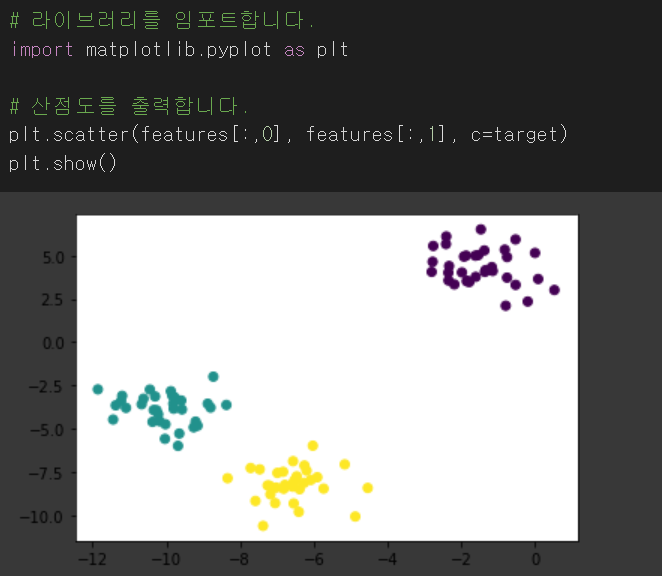 # 라이브러리를 임포트합니다.
import matplotlib.pyplot as plt
# 산점도를 출력합니다.
plt.scatter(features[:,0], features[:,1], c=target)
plt.show()
5.0
2.5
0.0
−2.5
−5.0
−7.5
−10.0
−12 −10 −8 −6 −4 −2 0